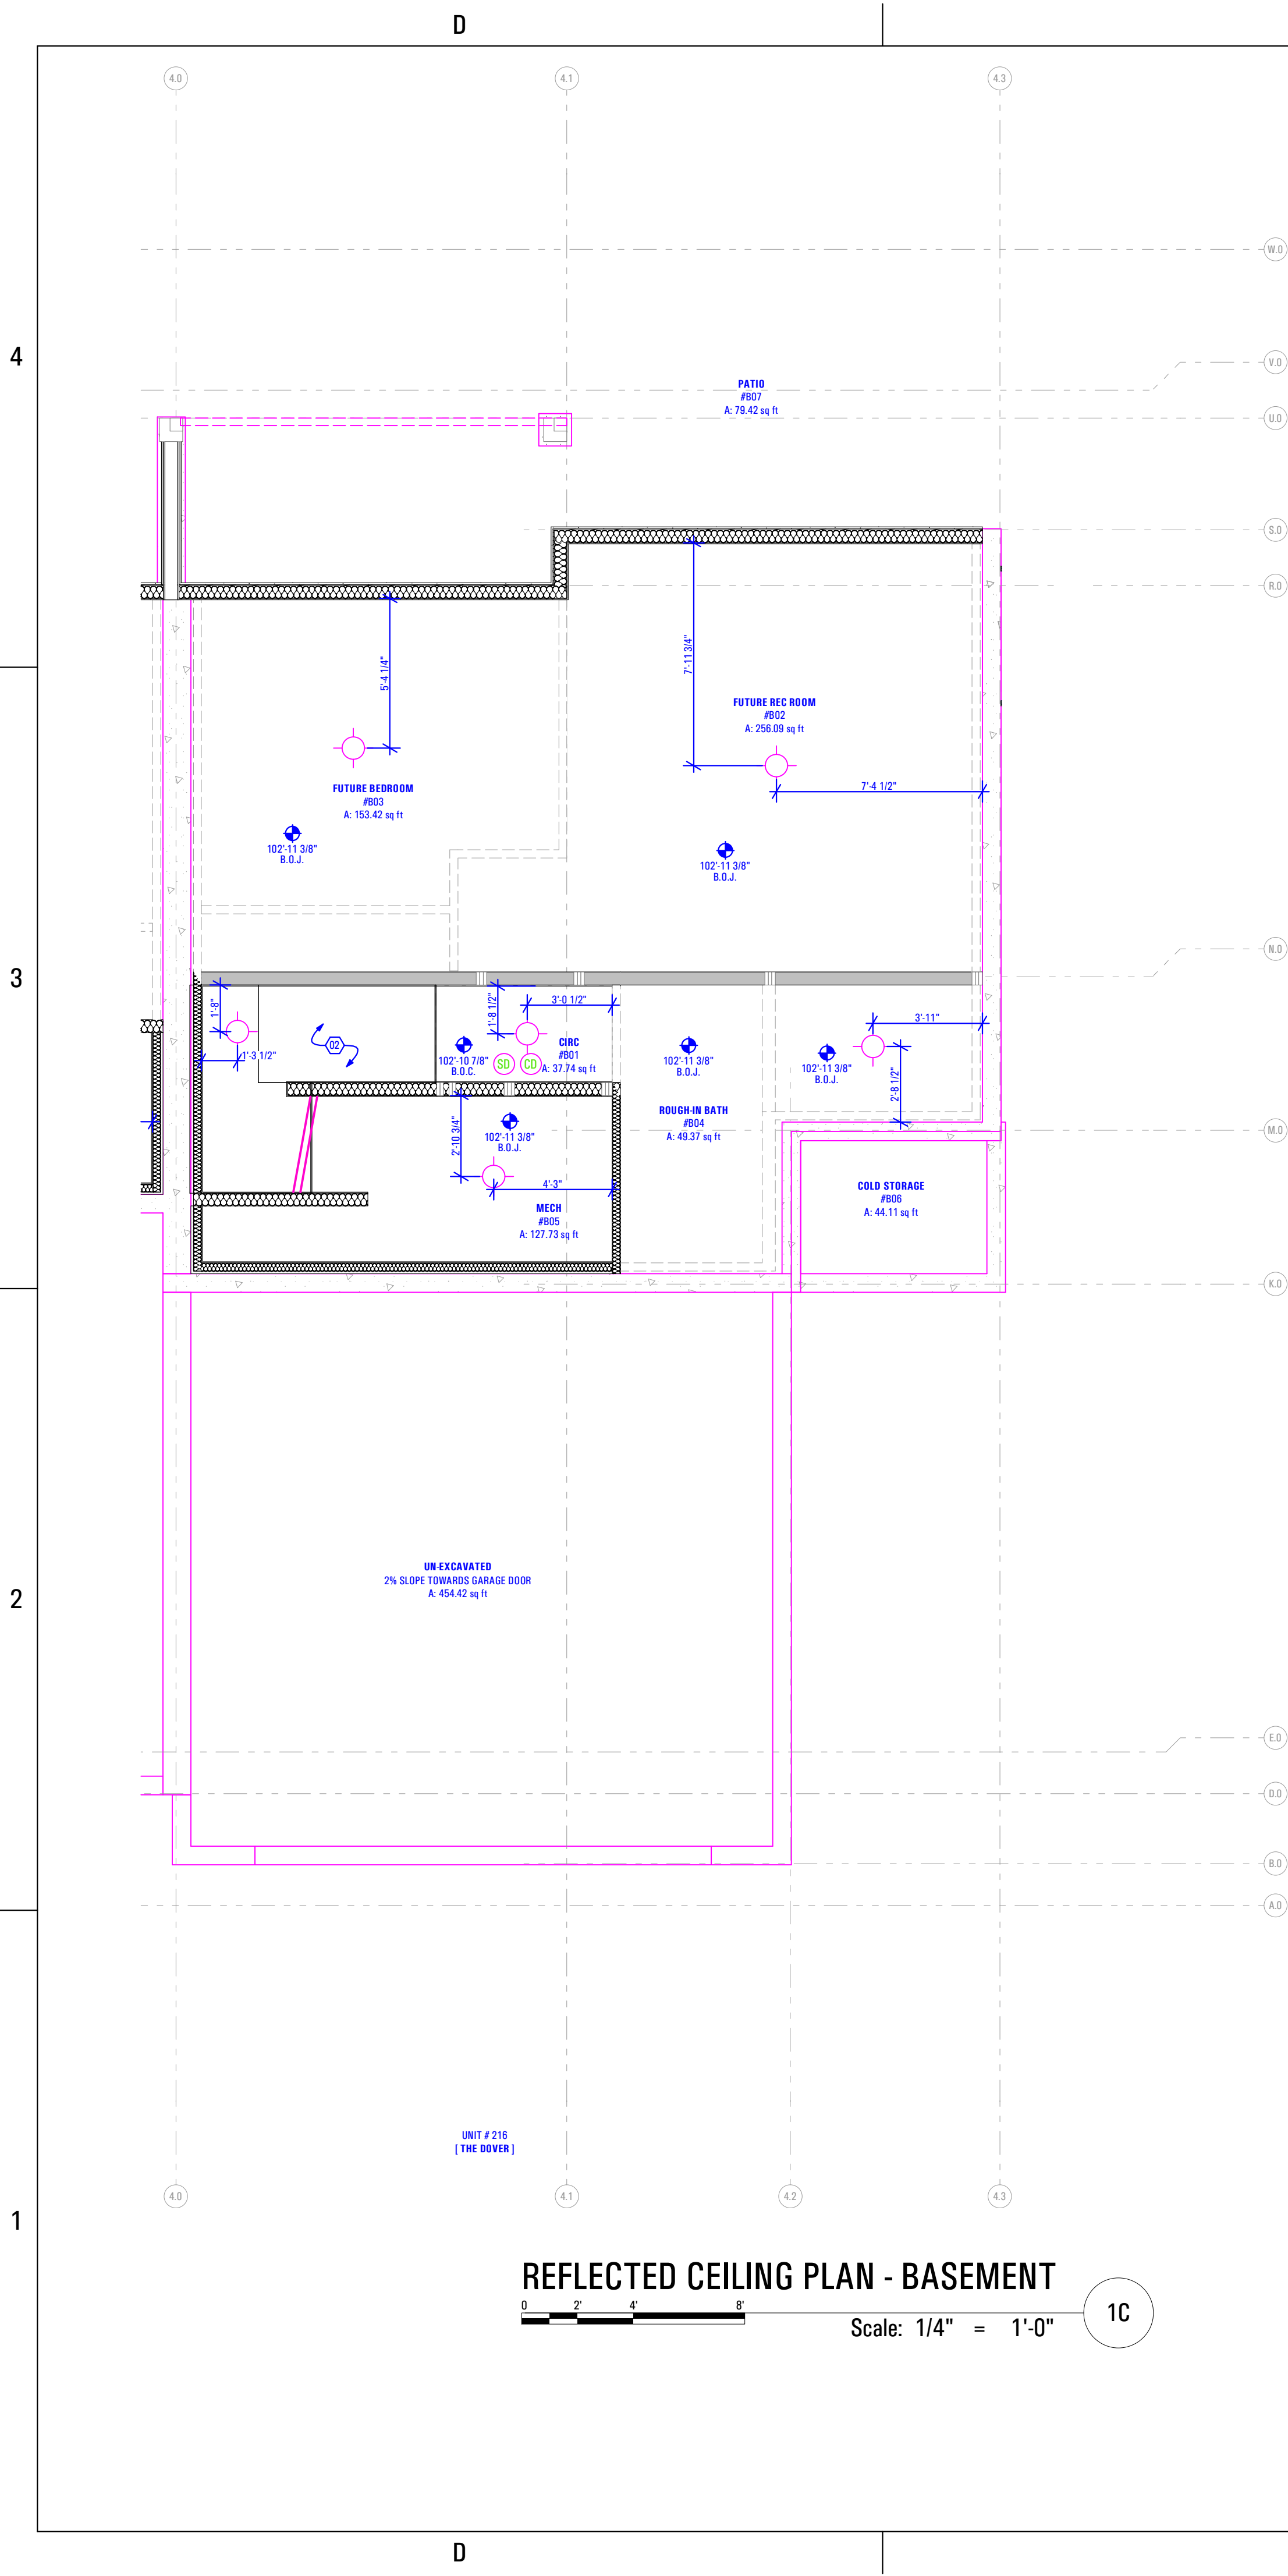 D
4.0
4.1
4.3
W.0
4
V.0
PATIO
#B07
A: 79.42 sq ft
U.0
S.0
R.0
5'-4 1/4"
7'-11 3/4"
FUTURE REC ROOM
#B02
A: 256.09 sq ft
7'-4 1/2"
FUTURE BEDROOM
#B03
A: 153.42 sq ft
102'-11 3/8"
B.O.J.
102'-11 3/8"
B.O.J.
N.0
3
1'-8"
1'-3 1/2"
02
1'-8 1/2"
3'-0 1/2"
102'-10 7/8"
B.O.C.
SD
CD
CIRC
#B01
A: 37.74 sq ft
102'-11 3/8"
B.O.J.
102'-11 3/8"
B.O.J.
3'-11"
2'-8 1/2"
ROUGH-IN BATH
#B04
A: 49.37 sq ft
M.0
2'-10 3/4"
102'-11 3/8"
B.O.J.
4'-3"
MECH
#B05
A: 127.73 sq ft
COLD STORAGE
#B06
A: 44.11 sq ft
K.0
UN-EXCAVATED
2% SLOPE TOWARDS GARAGE DOOR
A: 454.42 sq ft
2
E.0
D.0
B.0
A.0
UNIT # 216
[ THE DOVER ]
4.0
4.1
4.2
4.3
1
REFLECTED CEILING PLAN - BASEMENT
0 2' 4' 8'
Scale: 1/4" = 1'-0"
1C
D